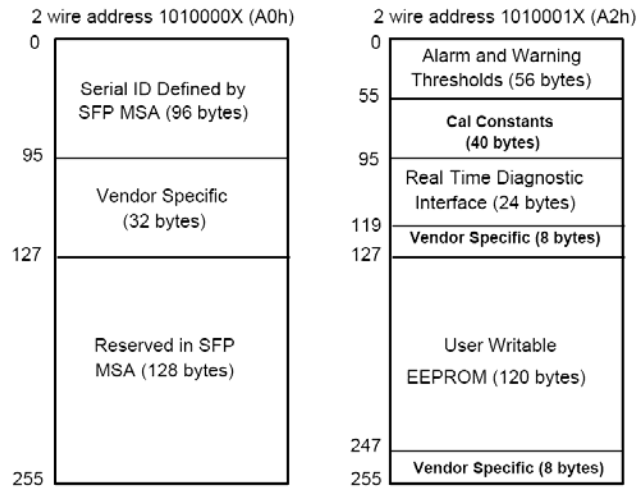 2 wire address 1010000X (A0h)
0
Serial ID Defined by
SFP MSA (96 bytes)
95
Vendor Specific
(32 bytes)
127
Reserved in SFP
MSA (128 bytes)
255
2 wire address 1010001X (A2h)
0
Alarm and Warning
Thresholds (56 bytes)
55
Cal Constants
(40 bytes)
95
Real Time Diagnostic
Interface (24 bytes)
119
Vendor Specific (8 bytes)
127
User Writable
EEPROM (120 bytes)
247
Vendor Specific (8 bytes)
255